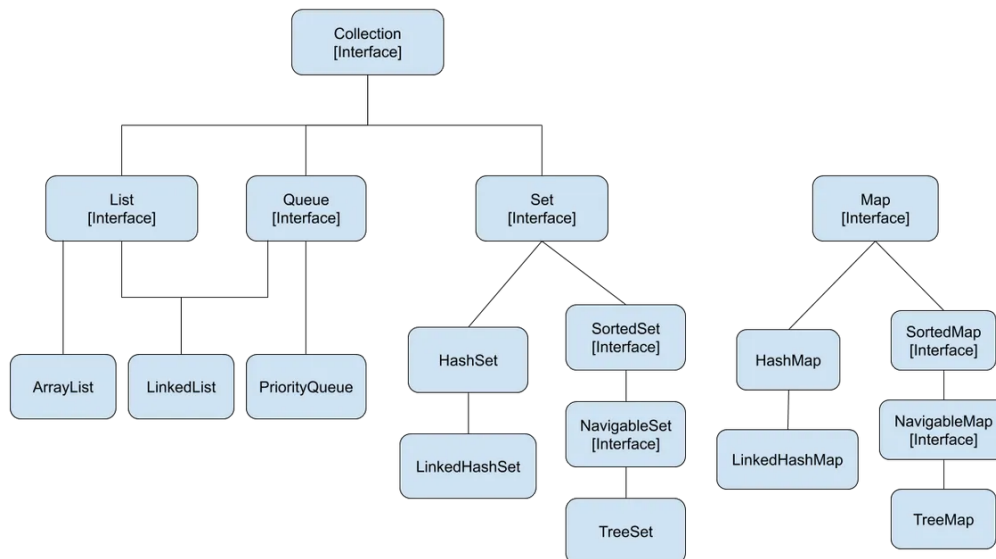 Collection
[Interface]
List
[Interface]
Queue
[Interface]
Set
[Interface]
Map
[Interface]
ArrayList
LinkedList
PriorityQueue
HashSet
SortedSet
[Interface]
HashMap
SortedMap
[Interface]
LinkedHashSet
NavigableSet
[Interface]
LinkedHashMap
NavigableMap
[Interface]
TreeSet
TreeMap